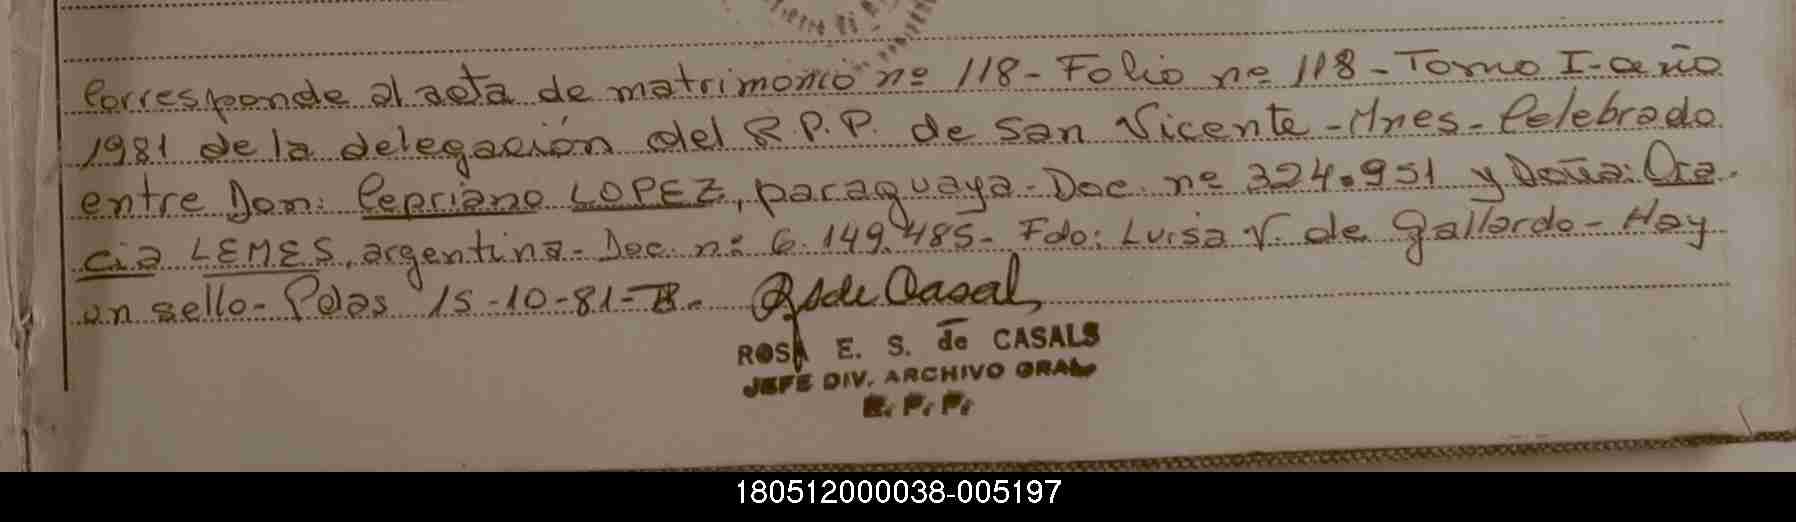 Corresponde al acta de matrimonio nº 118 - Folio nº 118 - Tomo I - año
1981 de la delegación del R.P.P. de San Vicente - Mnes - Celebrado
entre Don: Cepriano LOPEZ, paraguaya - Doc. nº 324.951 y Doña: Ora
cia LEMES, argentina - Doc. nº: 6.149.485 - Fdo: Luisa V. de Gallardo - Hay
un sello - Pdas 15-10-81 -
ROSA E. S. de CASALS
JEFE DIV. ARCHIVO GRAL
R. P. P.
180512000038-005197